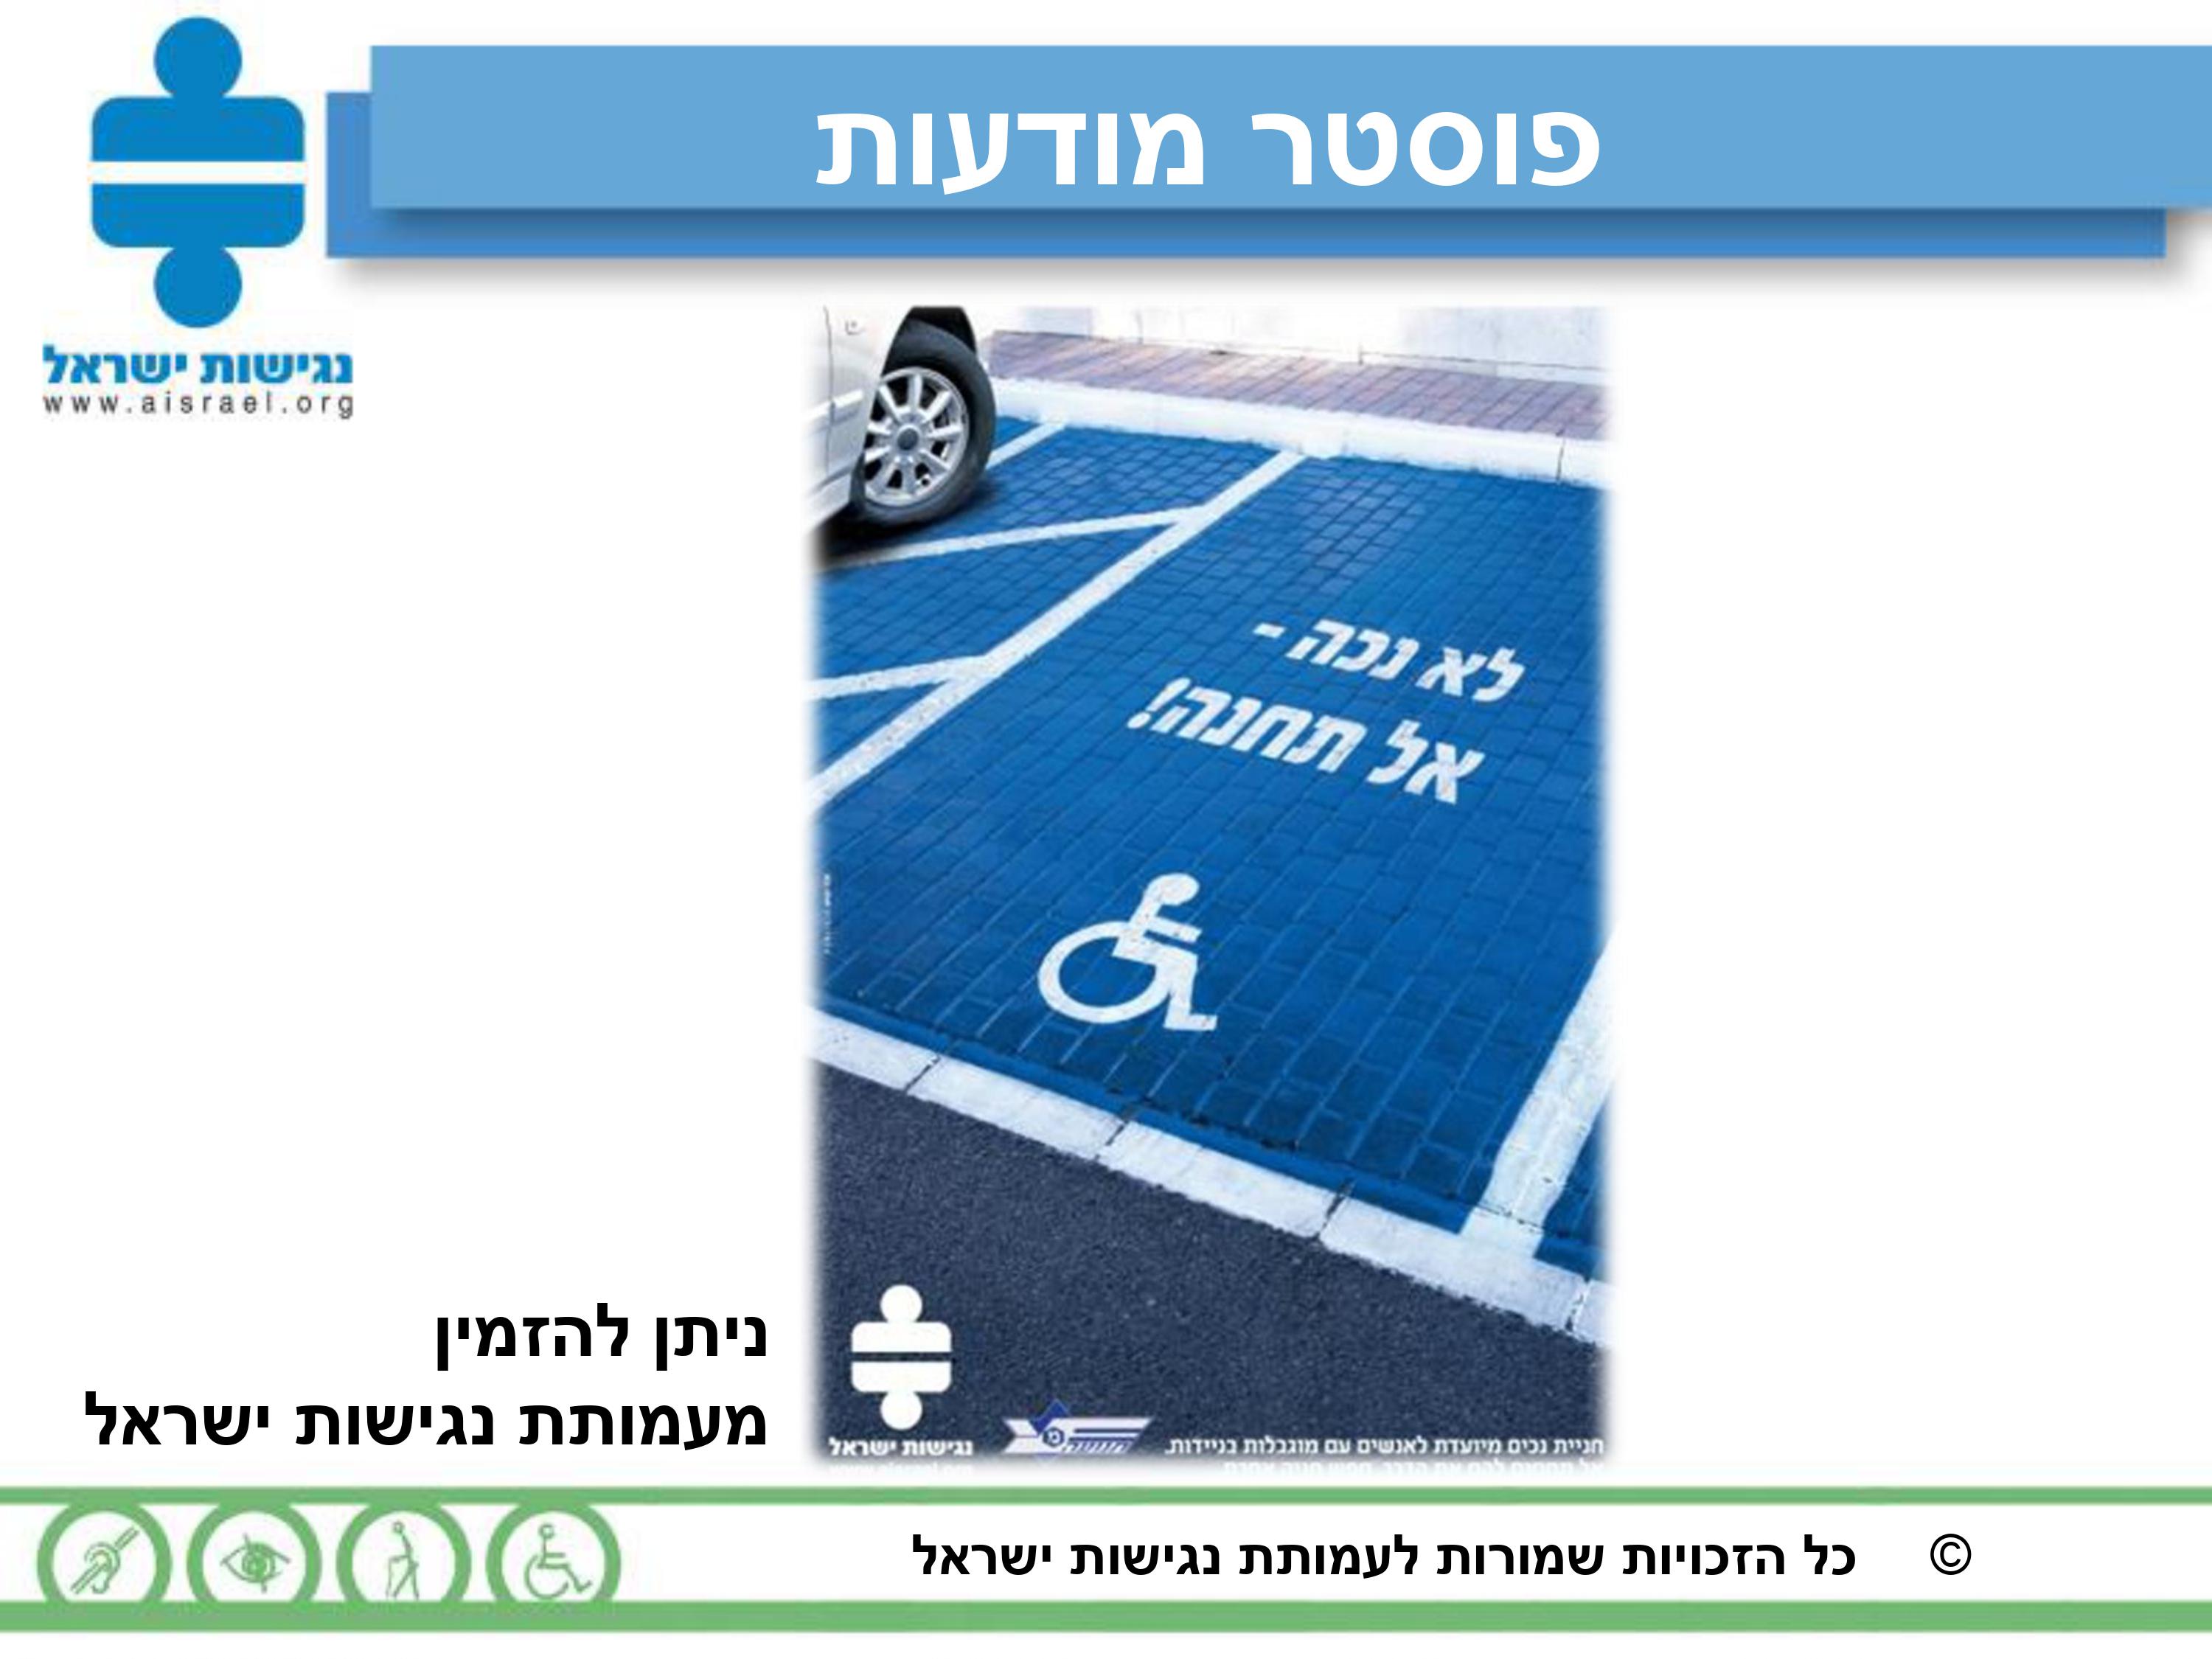 פוסטר מודעות
נגישות ישראל
www.aisrael.org
לא נכה -
אל תחנה!
חניית נכים מיועדת לאנשים עם מוגבלות בניידות.
נגישות ישראל
ניתן להזמין
מעמותת נגישות ישראל
© כל הזכויות שמורות לעמותת נגישות ישראל